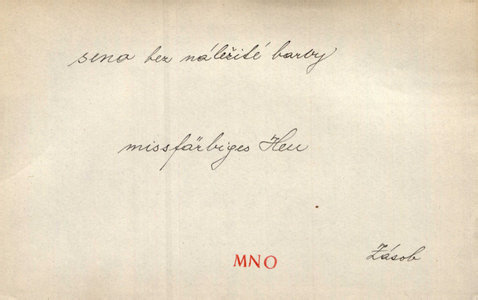 seno bez náležité barvy
missfärbiges Heu
MNO
Zásob